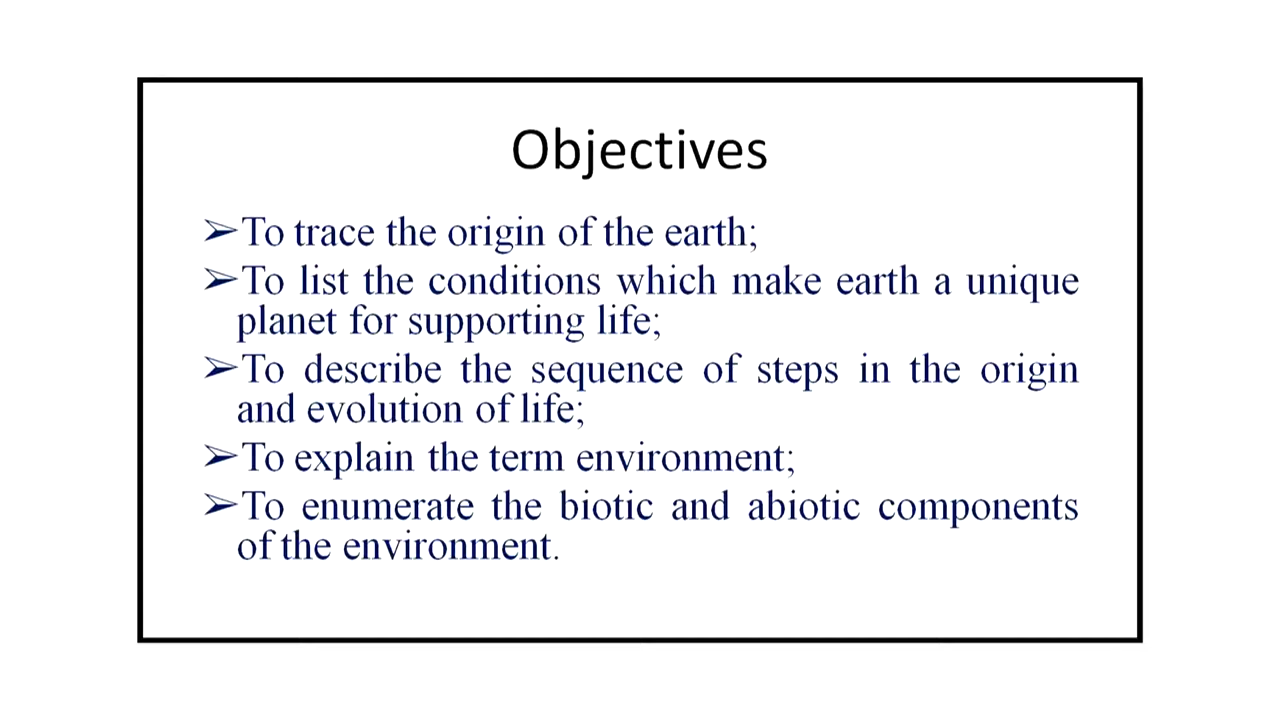 Objectives
➢To trace the origin of the earth;
➢To list the conditions which make earth a unique
planet for supporting life;
➢To describe the sequence of steps in the origin
and evolution of life;
➢To explain the term environment;
➢To enumerate the biotic and abiotic components
of the environment.